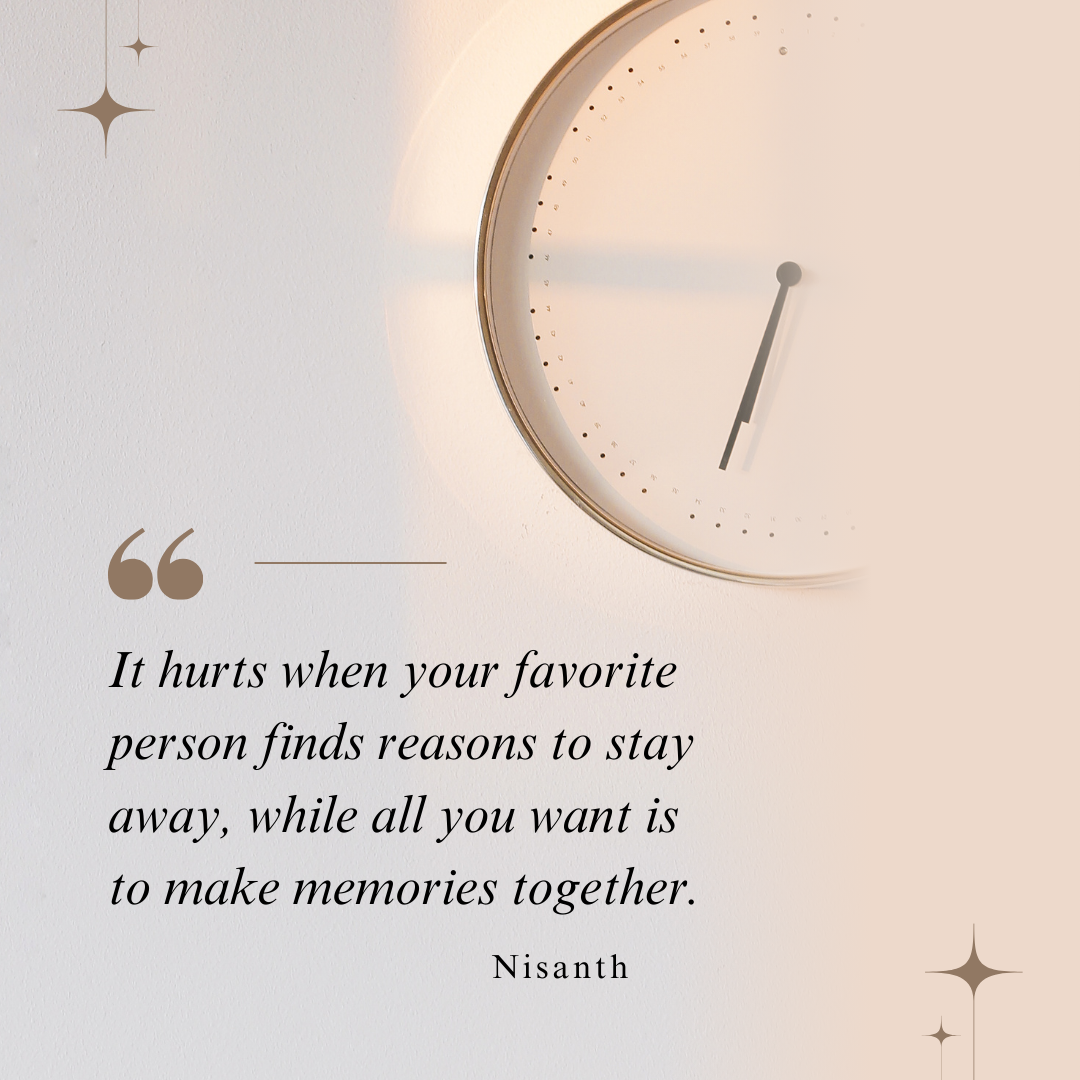 “
It hurts when your favorite
person finds reasons to stay
away, while all you want is
to make memories together.
Nisanth